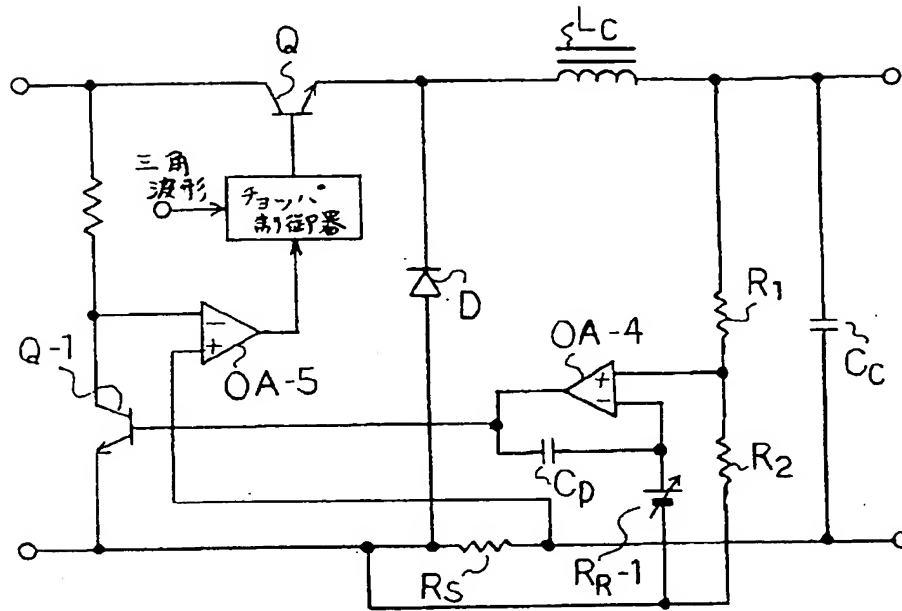 Lc
Q
三角
波形
チョッパ
制御器
R1
D
OA-4
Q-1
OA-5
Cc
+
-
-
+
R2
CD
Rs
RR-1